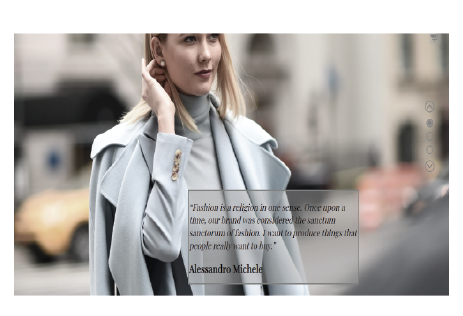 “Fashion is a religion in one sense. Once upon a
time, our brand was considered the sanctum
sanctorum of fashion. I want to produce things that
people really want to buy.”
Alessandro Michele